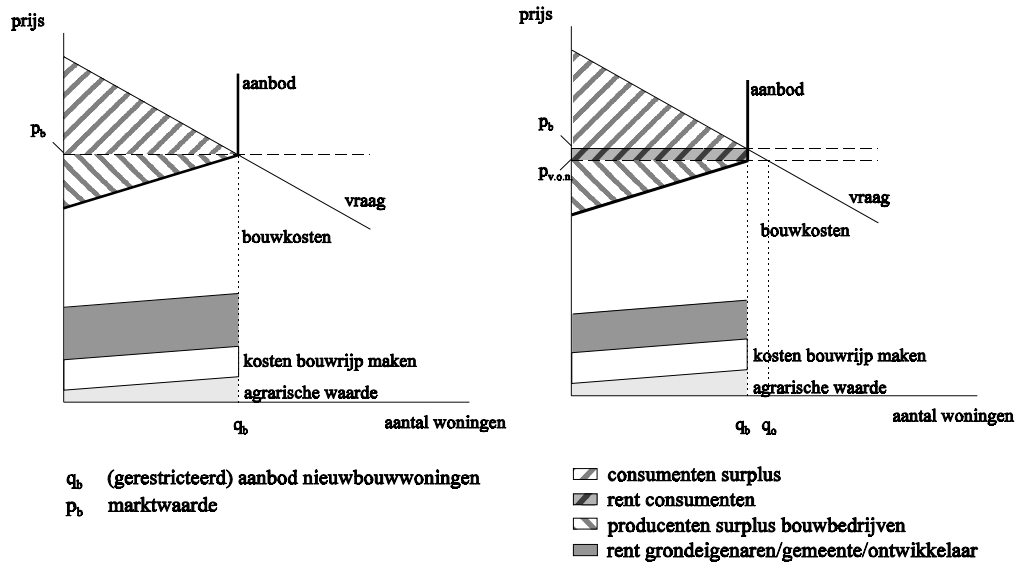 prijs
aanbod
pb
vraag
bouwkosten
kosten bouwrijp maken
agrarische waarde
qb
aantal woningen
qb (gerestricteerd) aanbod nieuwbouwwoningen
pb marktwaarde
prijs
aanbod
pb
pv.o.n.
vraag
bouwkosten
kosten bouwrijp maken
agrarische waarde
qb qo
aantal woningen
consumenten surplus
rent consumenten
producenten surplus bouwbedrijven
rent grondeigenaren/gemeente/ontwikkelaar